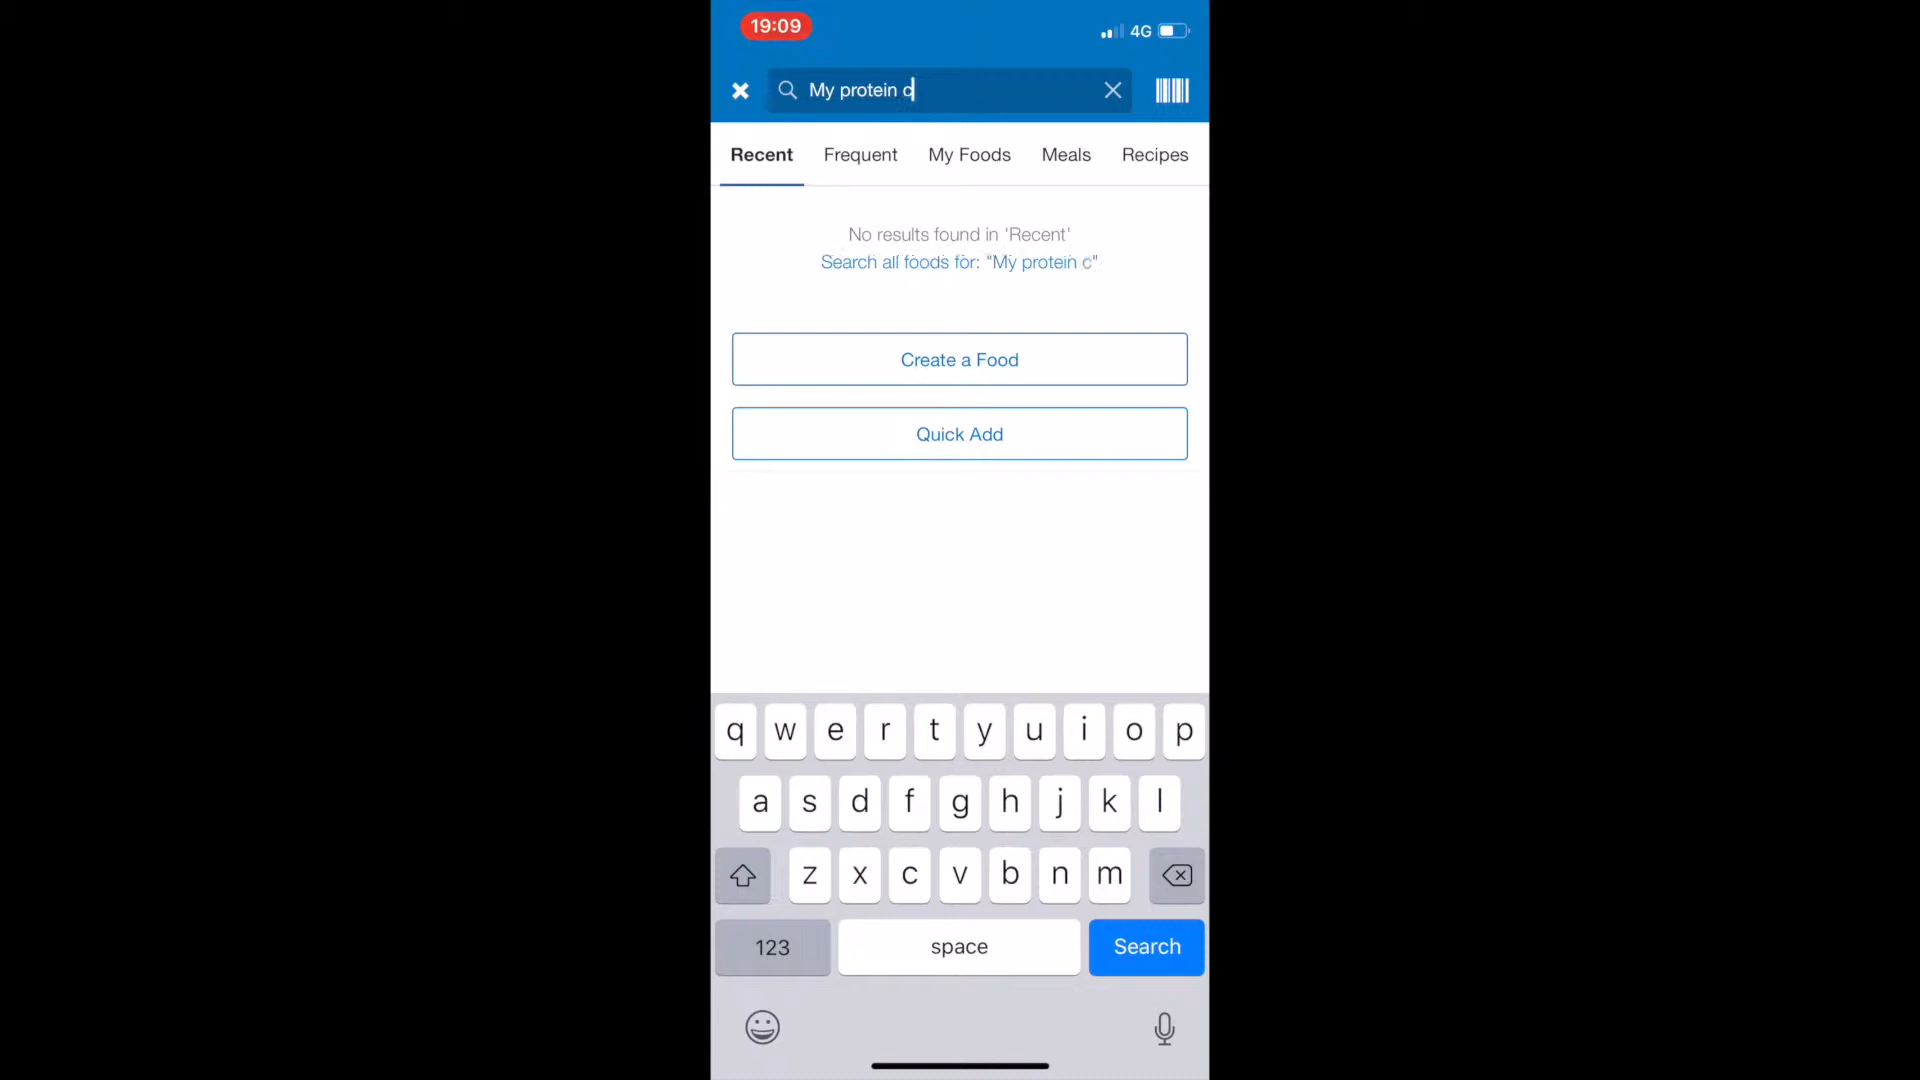 19:09
4G
My protein c
Recent Frequent My Foods Meals Recipes
No results found in 'Recent'
Search all foods for: "My protein c"
Create a Food
Quick Add
q w e r t y u i o p
a s d f g h j k l
z x c v b n m
123 space Search